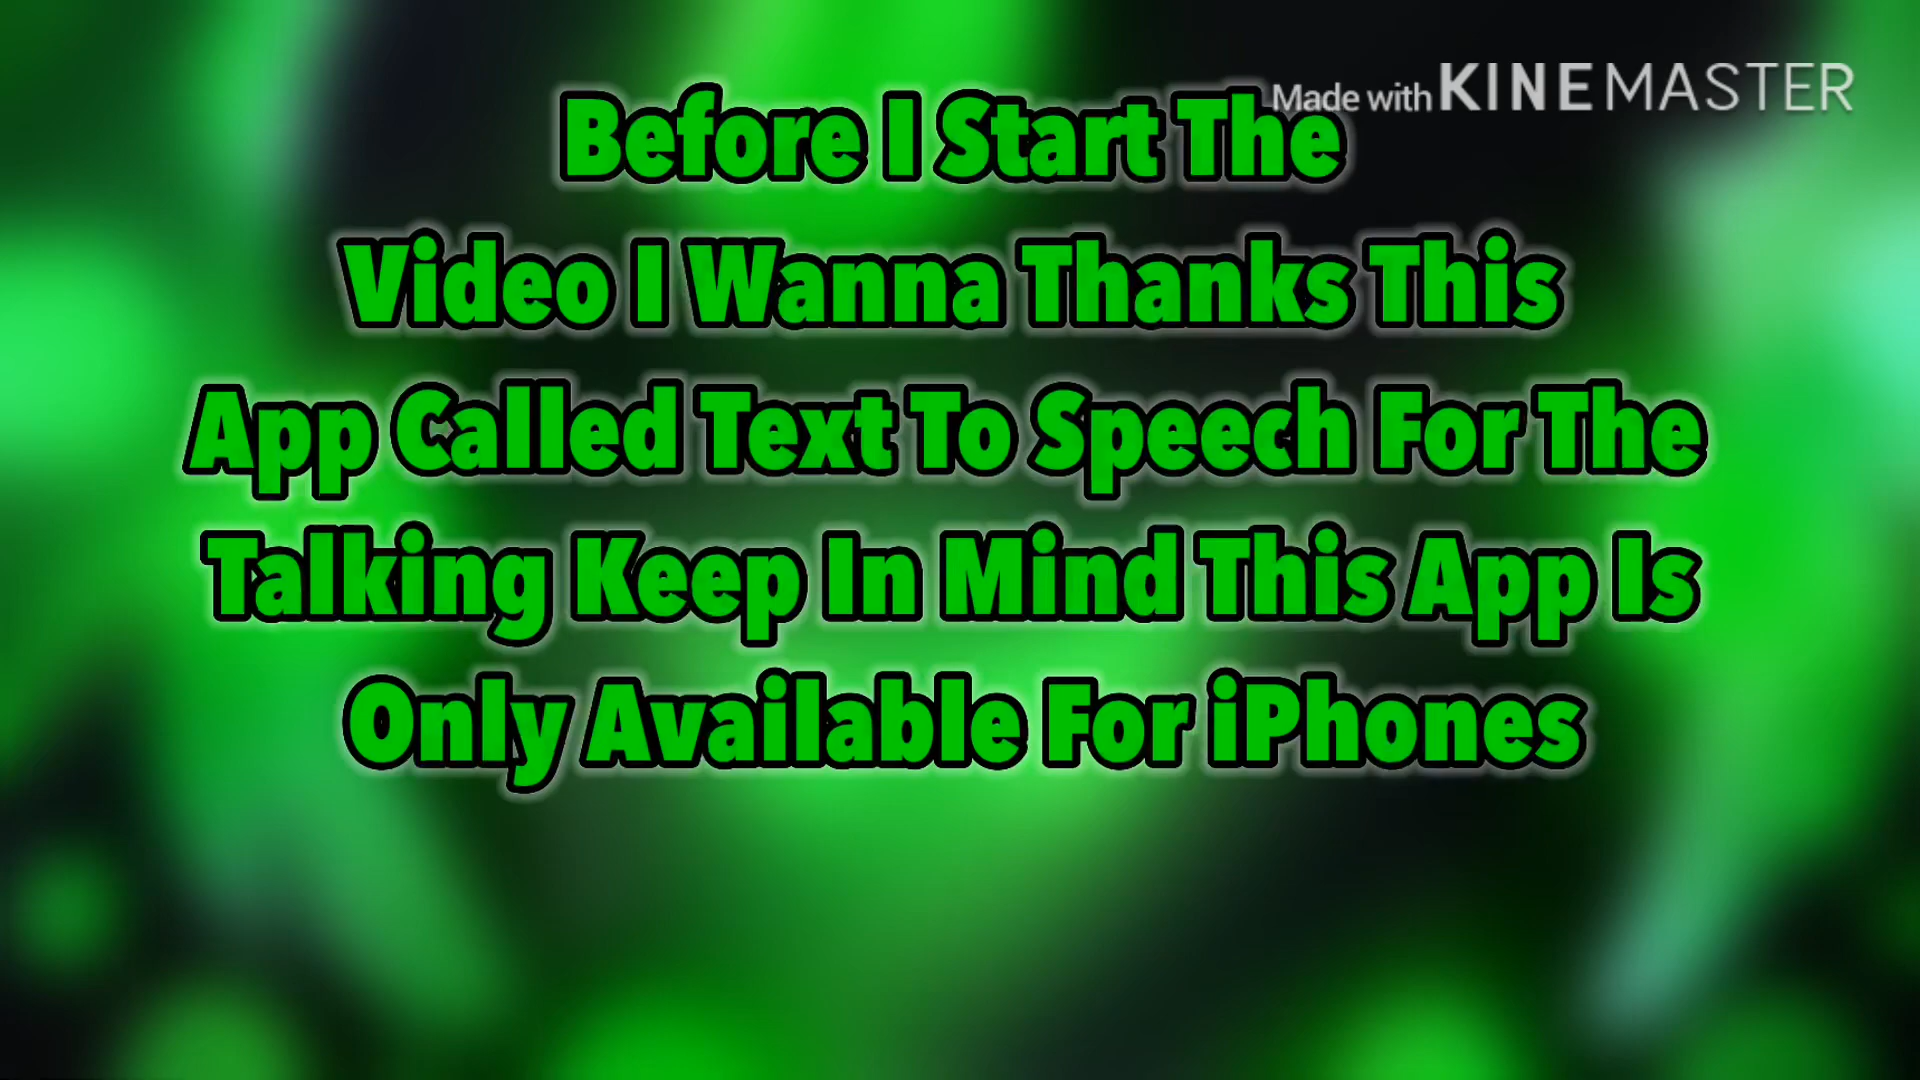 Made with KINEMASTER
Before I Start The
Video I Wanna Thanks This
App Called Text To Speech For The
Talking Keep In Mind This App Is
Only Available For iPhones